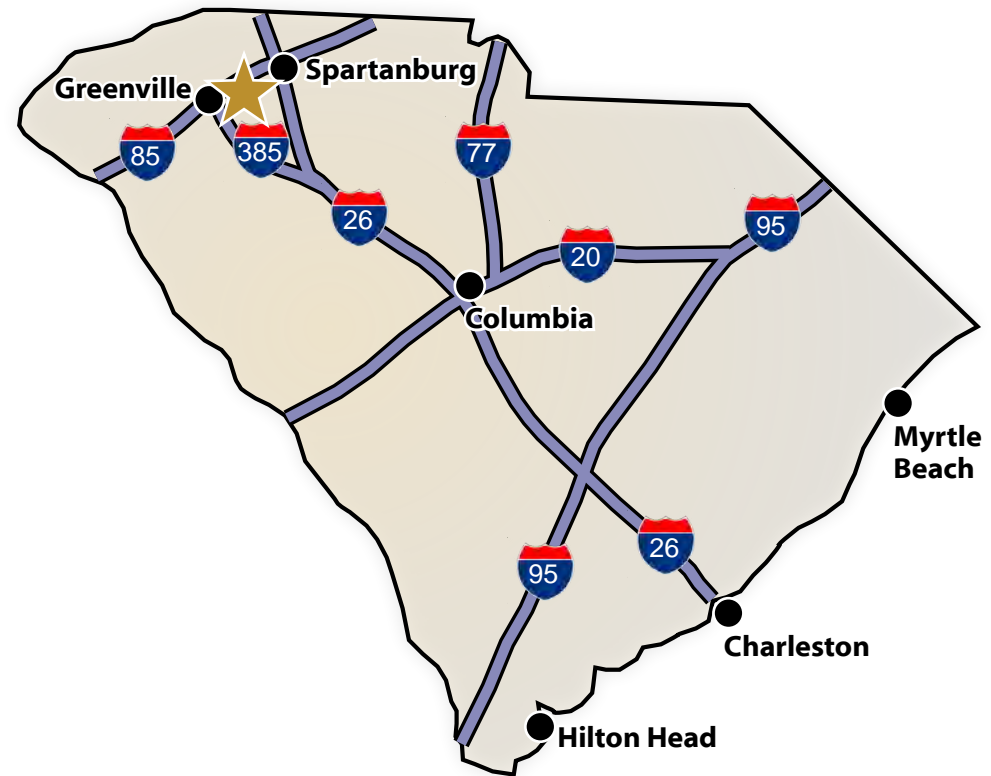 Spartanburg
Greenville
85
385
77
26
95
20
Columbia
Myrtle
Beach
26
95
Charleston
Hilton Head